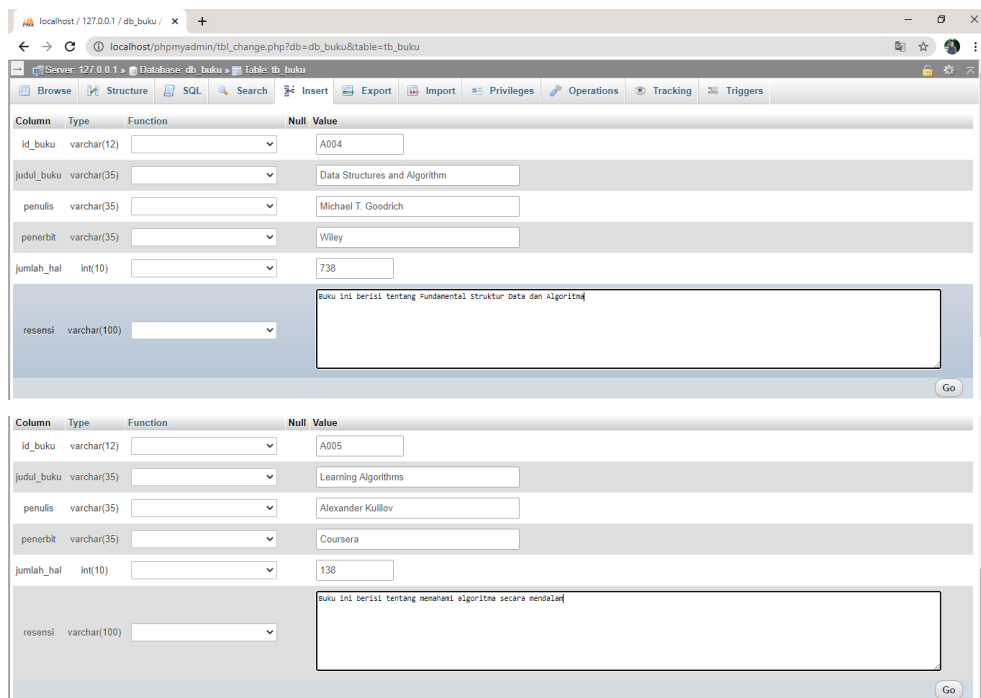 localhost / 127.0.0.1 / db_buku /
localhost/phpmyadmin/tbl_change.php?db=db_buku&table=tb_buku
Server: 127.0.0.1 » Database: db_buku » Table: tb_buku
Browse Structure SQL Search Insert Export Import Privileges Operations Tracking Triggers
Column Type Function Null Value
id_buku varchar(12) A004
judul_buku varchar(35) Data Structures and Algorithm
penulis varchar(35) Michael T. Goodrich
penerbit varchar(35) Wiley
jumlah_hal int(10) 738
Buku ini berisi tentang Fundamental Struktur Data dan Algoritma
resensi varchar(100)
Go
Column Type Function Null Value
id_buku varchar(12) A005
judul_buku varchar(35) Learning Algorithms
penulis varchar(35) Alexander Kulilov
penerbit varchar(35) Coursera
jumlah_hal int(10) 138
Buku ini berisi tentang memahami algoritma secara mendalam
resensi varchar(100)
Go